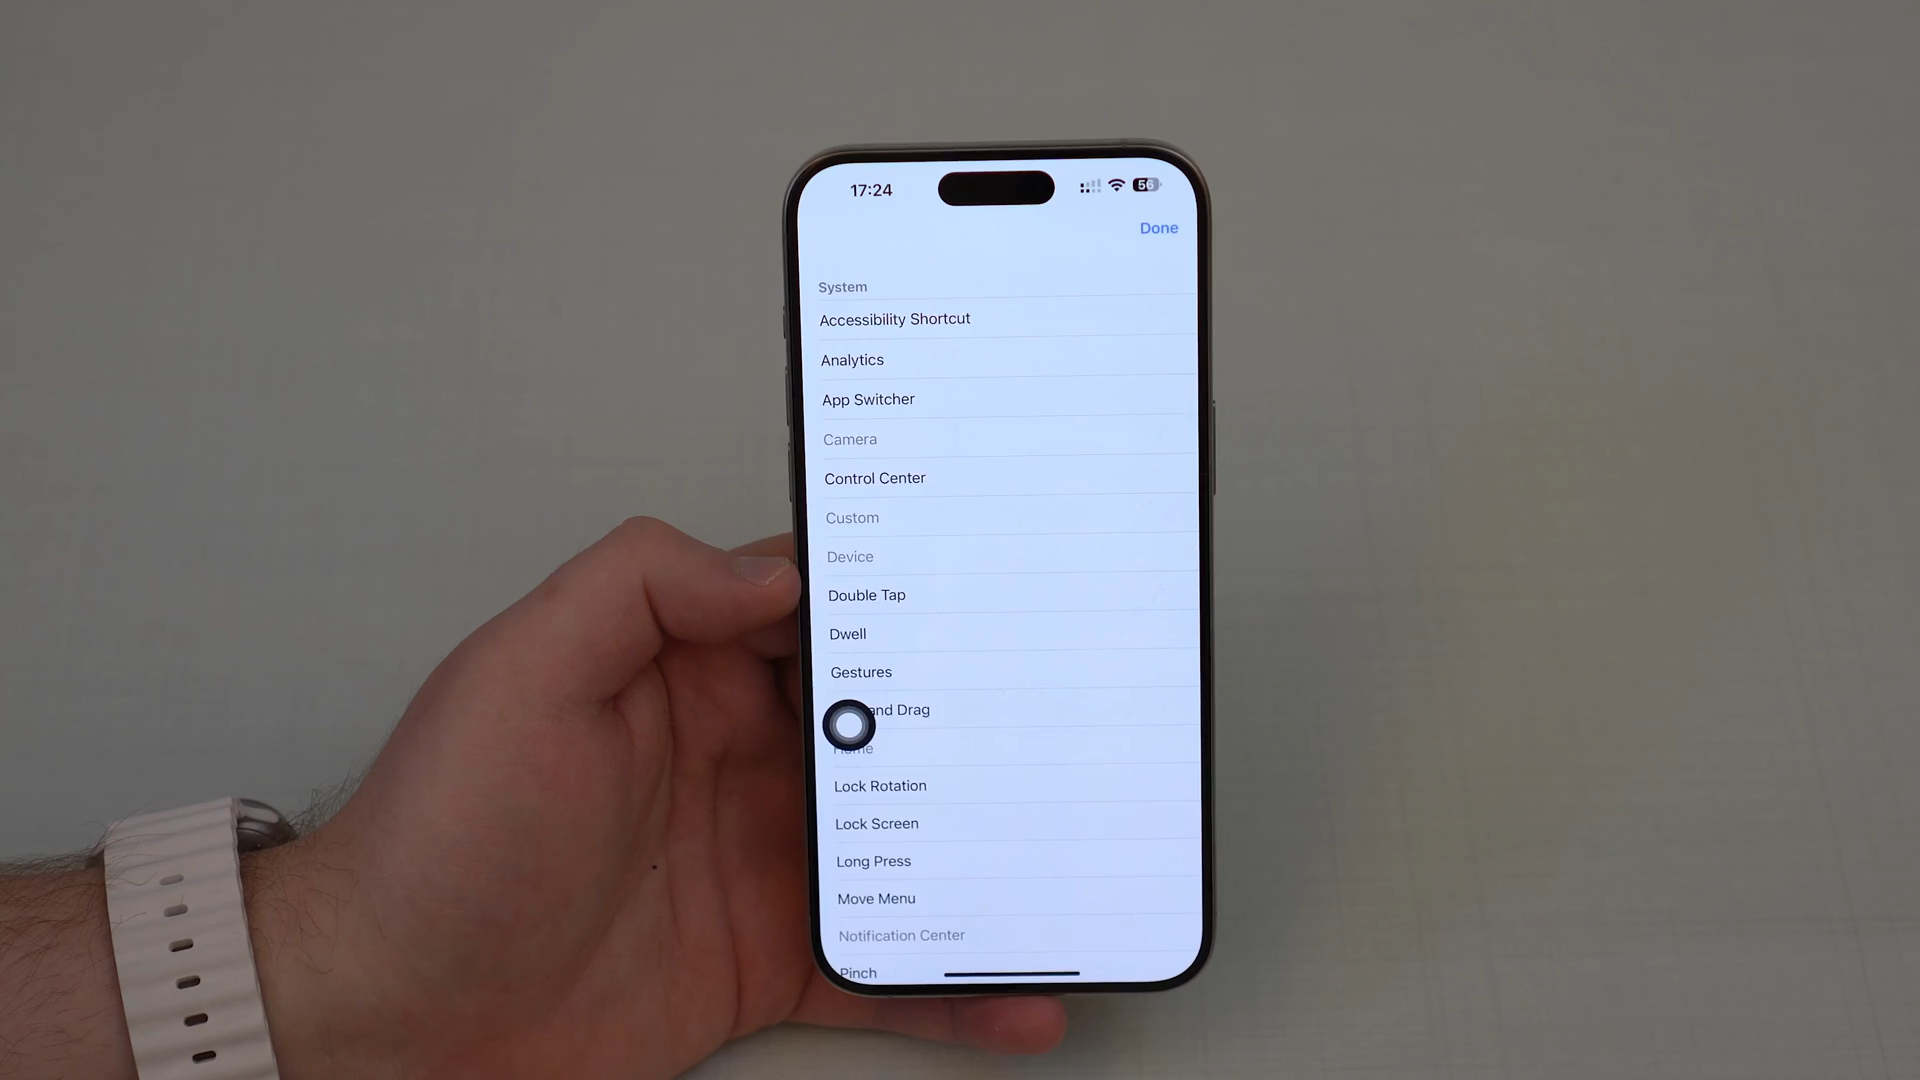 17:24
56
Done
System
Accessibility Shortcut
Analytics
App Switcher
Camera
Control Center
Custom
Device
Double Tap
Dwell
Gestures
and Drag
Home
Lock Rotation
Lock Screen
Long Press
Move Menu
Notification Center
Pinch